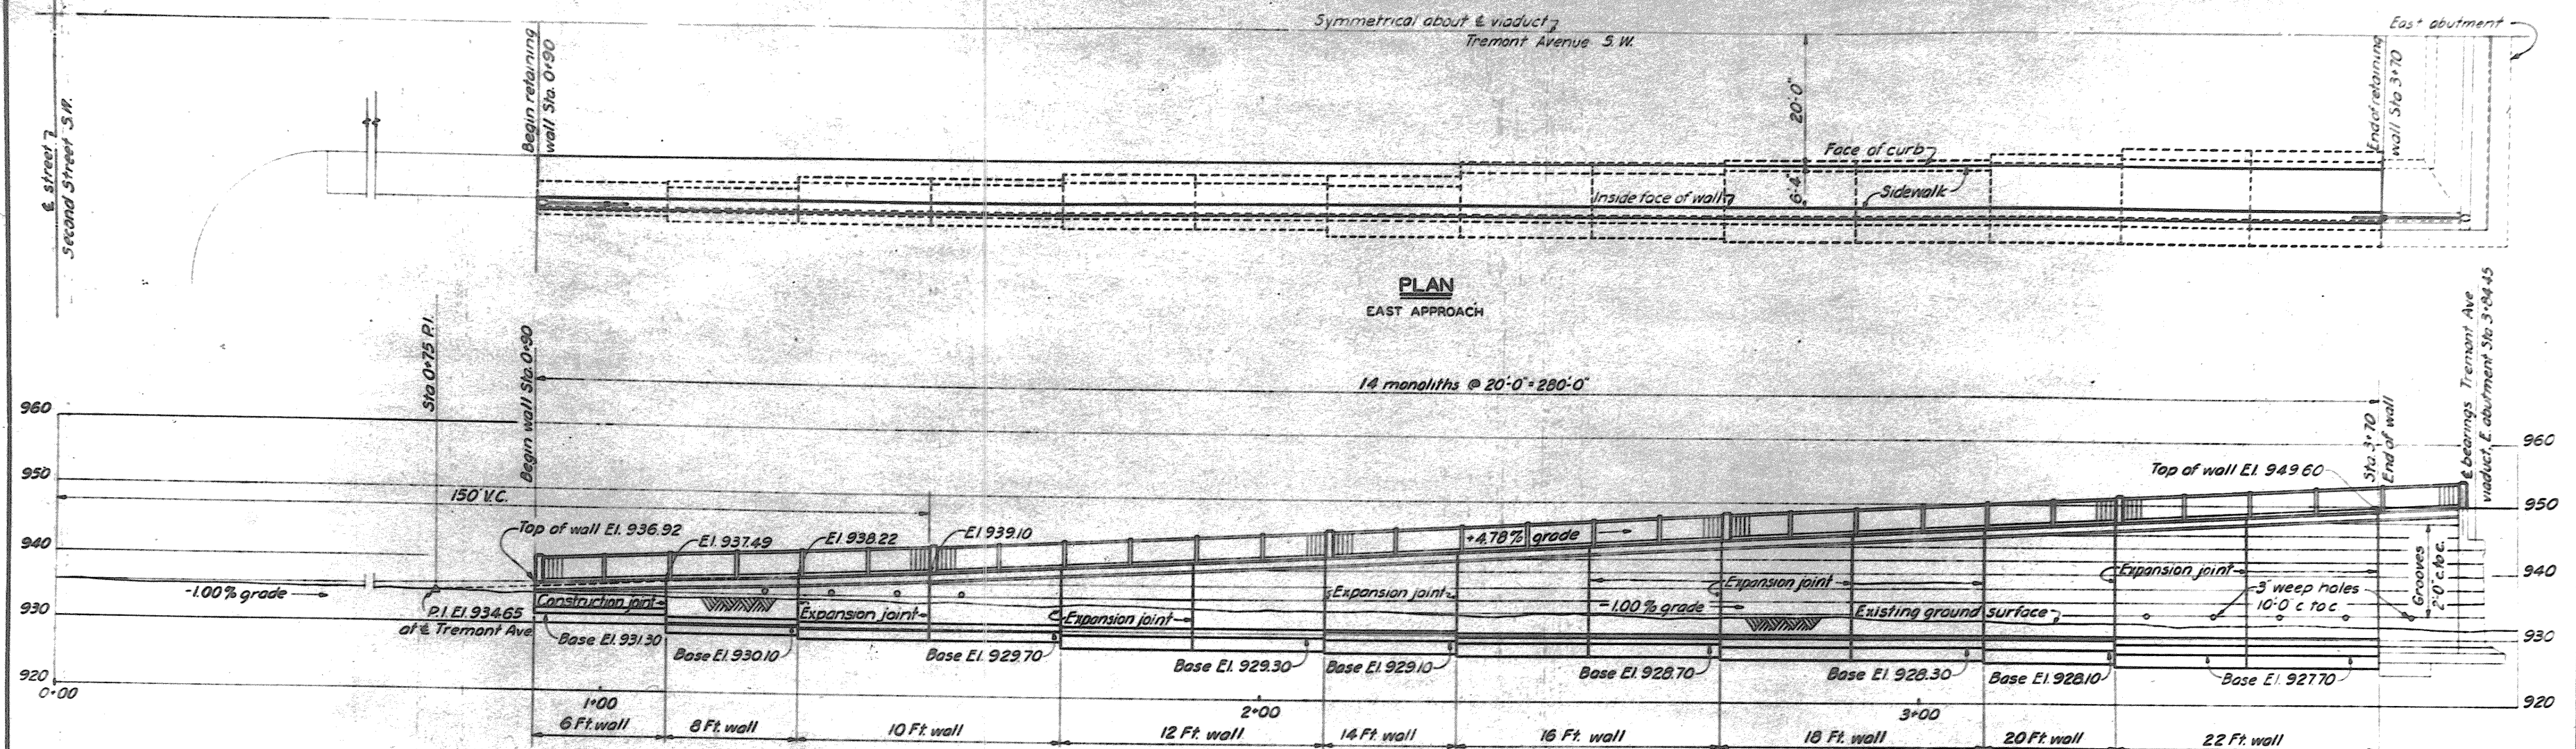 Symmetrical about ℄ viaduct
Tremont Avenue S.W.
East abutment
℄ street
Second Street S.W.
Begin retaining
wall Sta. 0+90
20'-0"
6'-4"
Face of curb
Inside face of wall
Sidewalk
End of retaining
wall Sta 3+70
PLAN
EAST APPROACH
Sta 0+75 P.I.
Begin wall Sta. 0+90
14 monoliths @ 20'-0" = 280'-0"
Sta. 3+70
End of wall
℄ bearings Tremont Ave
viaduct, E. abutment Sta 3+84.45
960
950
940
930
920
960
950
940
930
920
150' V.C.
Top of wall El. 936.92
El. 937.49
El. 938.22
El 939.10
+4.78% grade
Top of wall El. 949 60
-1.00% grade
P.I. El. 934.65
at ℄ Tremont Ave
Construction joint
Expansion joint
Expansion joint
Expansion joint
Expansion joint
Expansion joint
-1.00% grade
Existing ground surface
3" weep holes
10'-0" c to c.
Grooves
2'-0" c. to c.
Base El. 931.30
Base El. 930.10
Base El. 929.70
Base El. 929.30
Base El. 929.10
Base El. 928.70
Base El. 928.30
Base El. 928.10
Base El. 927.70
0+00
1+00
2+00
3+00
6 Ft. wall
8 Ft. wall
10 Ft. wall
12 Ft. wall
14 Ft. wall
16 Ft. wall
18 Ft. wall
20 Ft. wall
22 Ft. wall